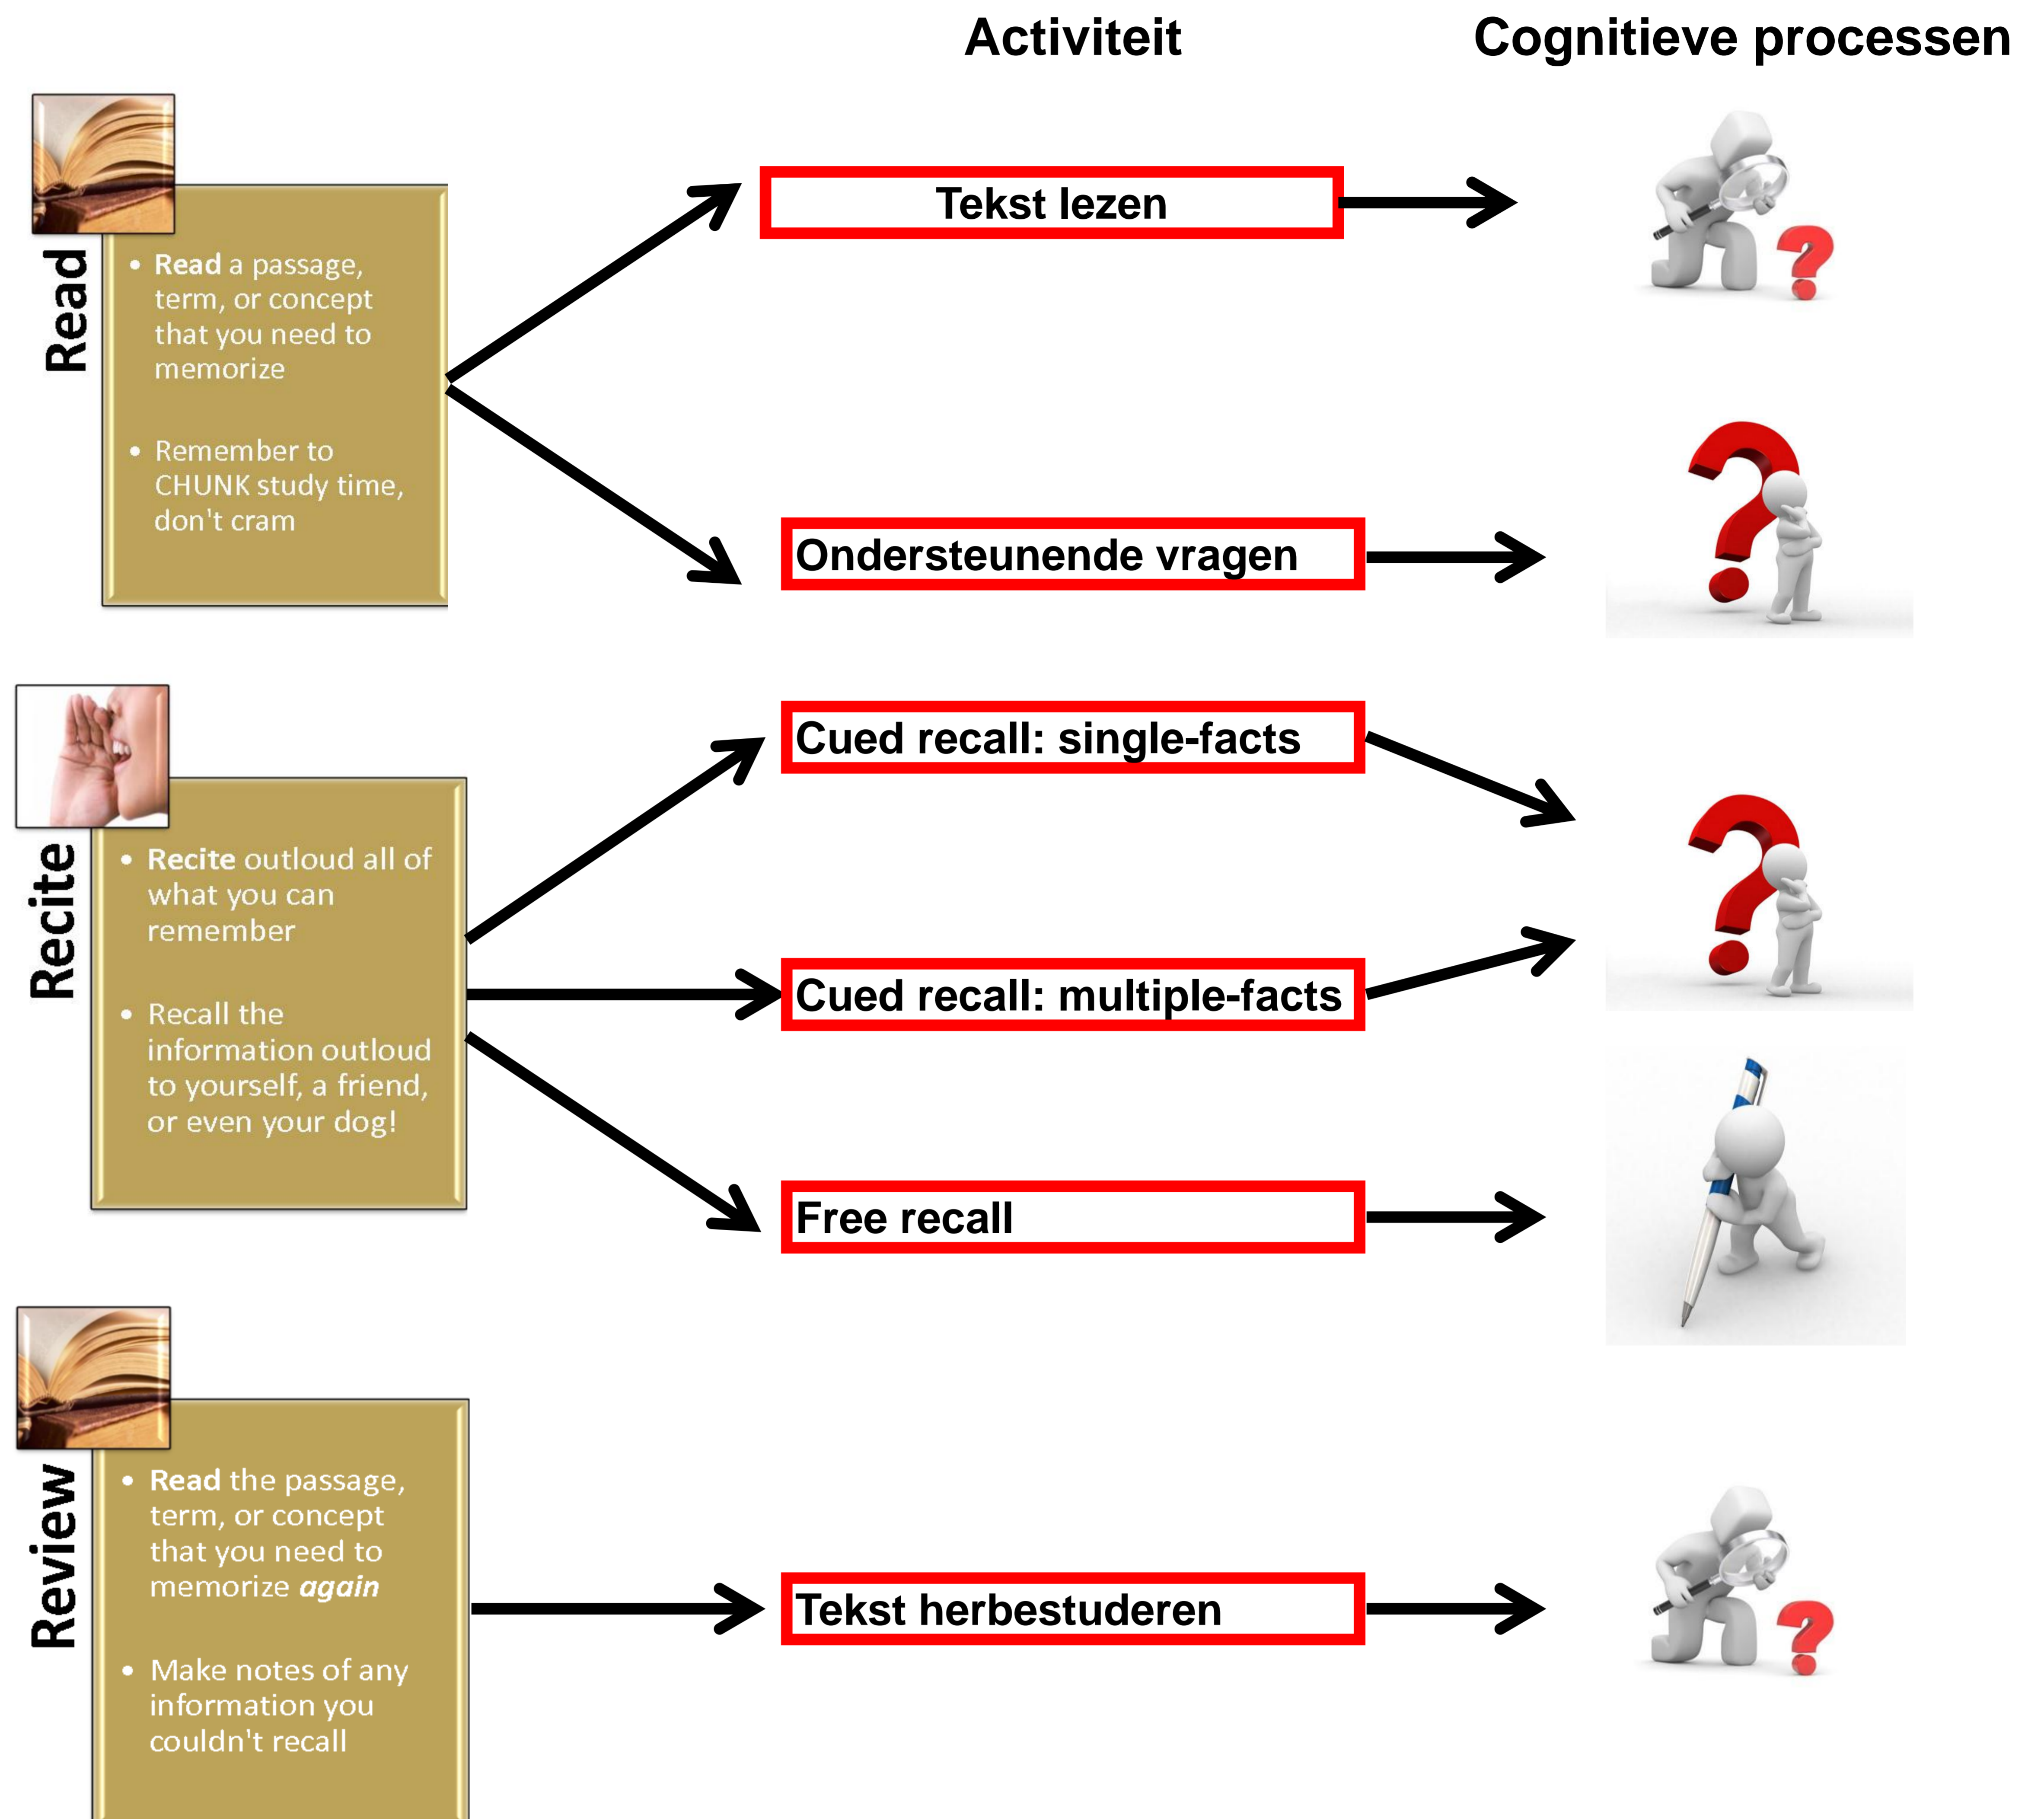 Activiteit
Cognitieve processen
Read
• Read a passage,
term, or concept
that you need to
memorize
• Remember to
CHUNK study time,
don't cram
Tekst lezen
Ondersteunende vragen
Recite
• Recite outloud all of
what you can
remember
• Recall the
information outloud
to yourself, a friend,
or even your dog!
Cued recall: single-facts
Cued recall: multiple-facts
Free recall
Review
• Read the passage,
term, or concept
that you need to
memorize again
• Make notes of any
information you
couldn't recall
Tekst herbestuderen